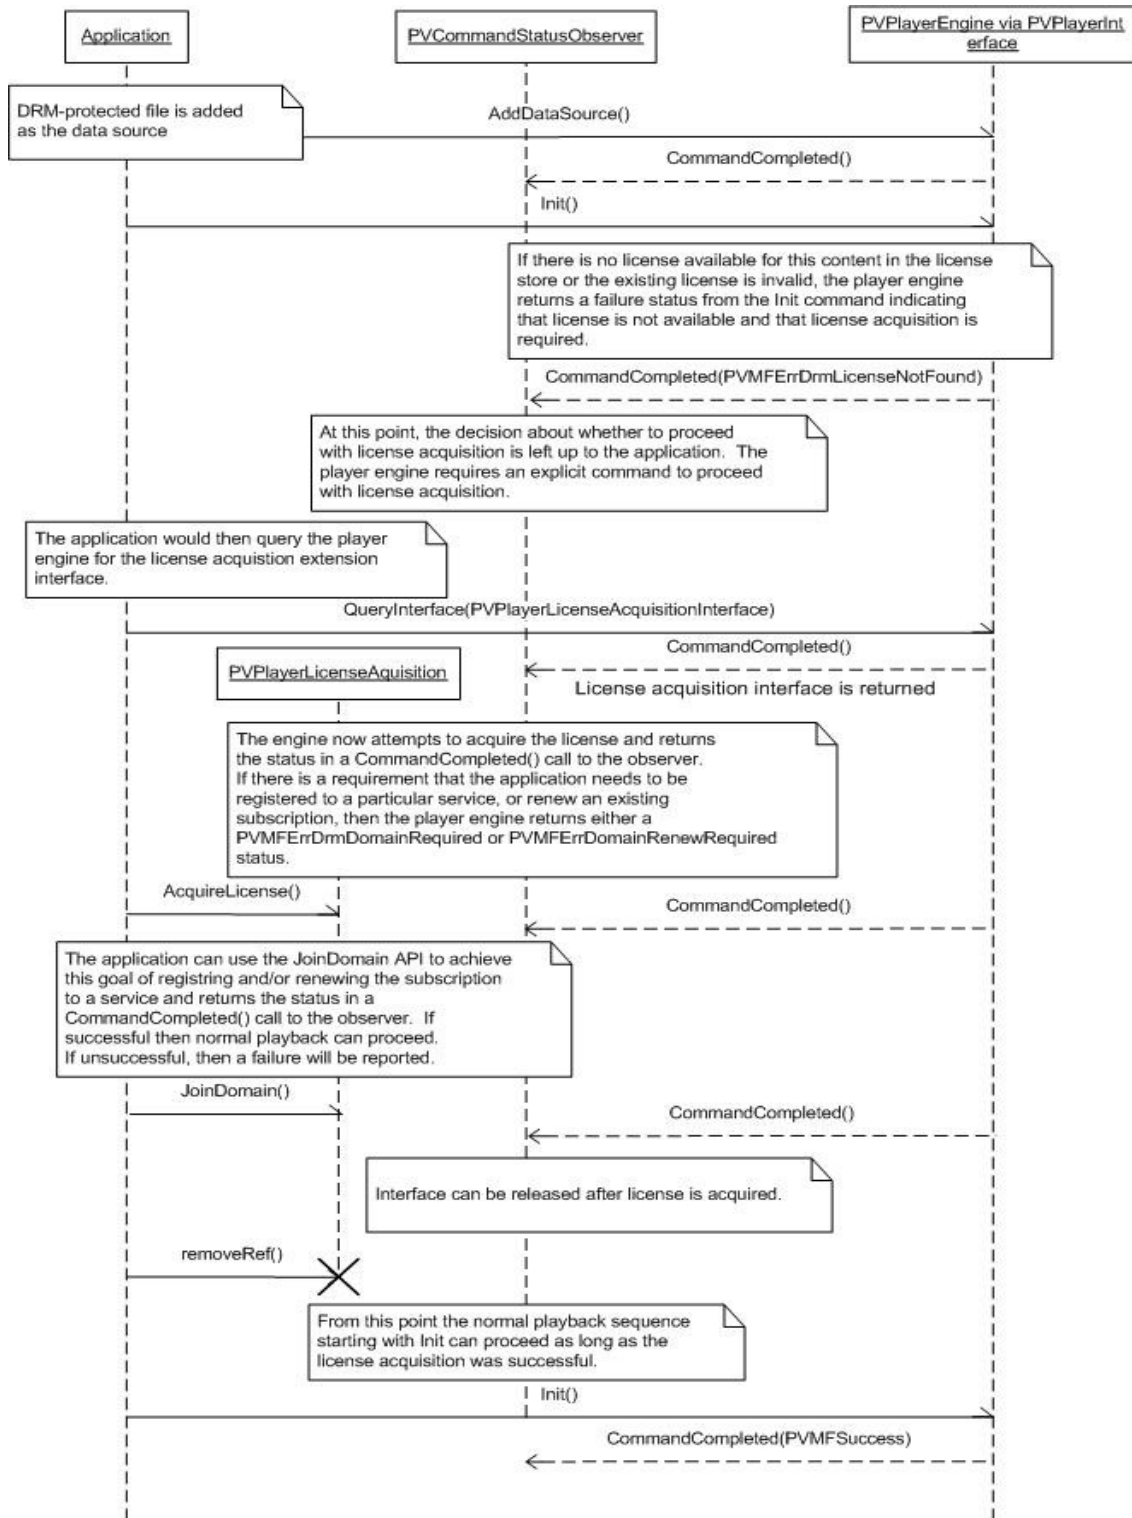 Application
PVCommandStatusObserver
PVPlayerEngine via PVPlayerInt
erface
DRM-protected file is added
as the data source
AddDataSource()
CommandCompleted()
Init()
If there is no license available for this content in the license
store or the existing license is invalid, the player engine
returns a failure status from the Init command indicating
that license is not available and that license acquisition is
required.
CommandCompleted(PVMFErrDrmLicenseNotFound)
At this point, the decision about whether to proceed
with license acquisition is left up to the application.  The
player engine requires an explicit command to proceed
with license acquisition.
The application would then query the player
engine for the license acquistion extension
interface.
QueryInterface(PVPlayerLicenseAcquisitionInterface)
CommandCompleted()
PVPlayerLicenseAquisition
License acquisition interface is returned
The engine now attempts to acquire the license and returns
the status in a CommandCompleted() call to the observer.
If there is a requirement that the application needs to be
registered to a particular service, or renew an existing
subscription, then the player engine returns either a
PVMFErrDrmDomainRequired or PVMFErrDomainRenewRequired
status.
AcquireLicense()
CommandCompleted()
The application can use the JoinDomain API to achieve
this goal of registring and/or renewing the subscription
to a service and returns the status in a
CommandCompleted() call to the observer.  If
successful then normal playback can proceed.
If unsuccessful, then a failure will be reported.
JoinDomain()
CommandCompleted()
Interface can be released after license is acquired.
removeRef()
From this point the normal playback sequence
starting with Init can proceed as long as the
license acquisition was successful.
Init()
CommandCompleted(PVMFSuccess)